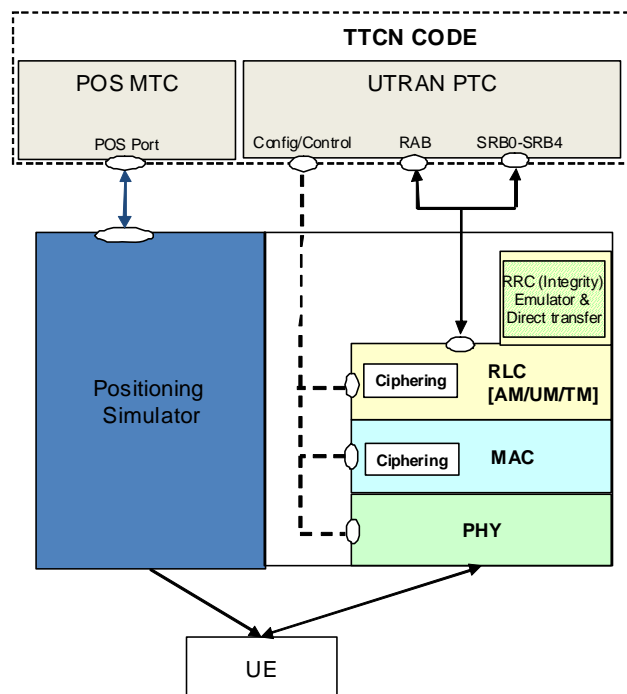 TTCN CODE
POS MTC
UTRAN PTC
POS Port
Config/Control
RAB
SRB0-SRB4
RRC (Integrity)
Emulator &
Direct transfer
Positioning
Simulator
Ciphering
RLC
[AM/UM/TM]
Ciphering
MAC
PHY
UE